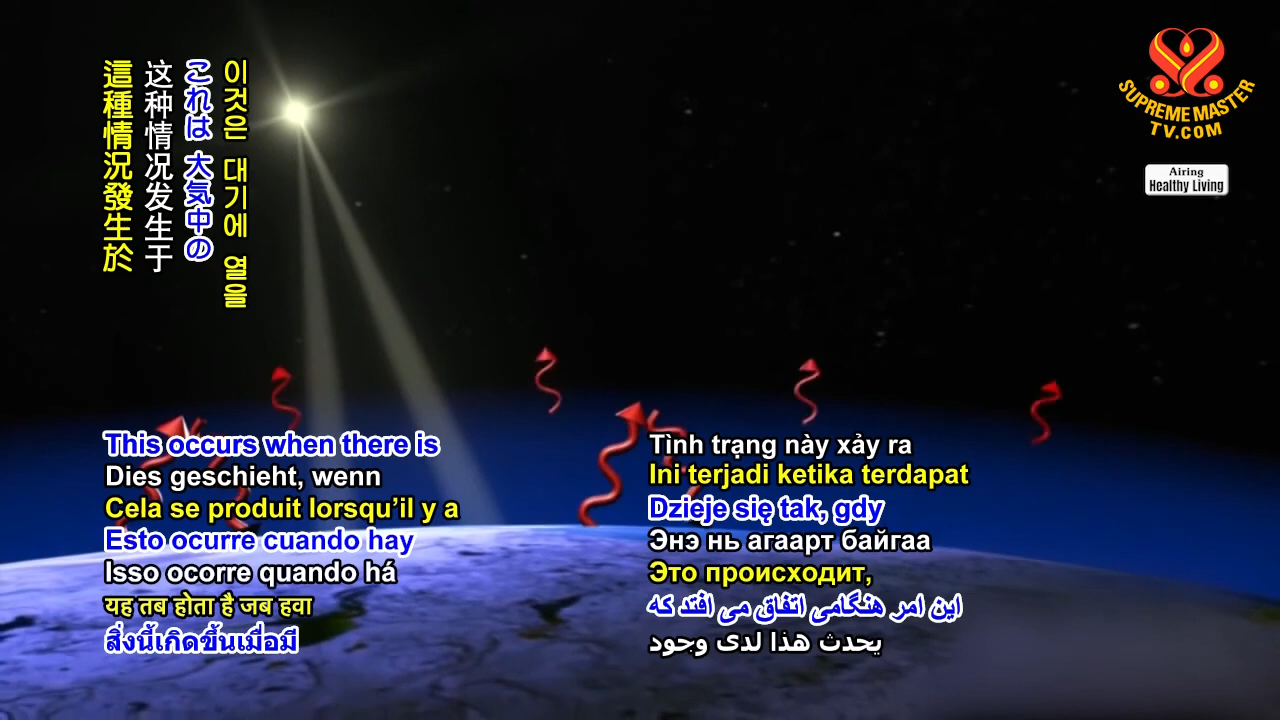 這種情況發生於
这种情况发生于
これは 大気中の
이것은 대기에 열을
SUPREME MASTER
TV.COM
Airing
Healthy Living
This occurs when there is
Dies geschieht, wenn
Cela se produit lorsqu’il y a
Esto ocurre cuando hay
Isso ocorre quando há
यह तब होता है जब हवा
สิ่งนี้เกิดขึ้นเมื่อมี
Tình trạng này xảy ra
Ini terjadi ketika terdapat
Dzieje się tak, gdy
Энэ нь агаарт байгаа
Это происходит,
این امر هنگامی اتفاق می افتد که
يحدث هذا لدى وجود